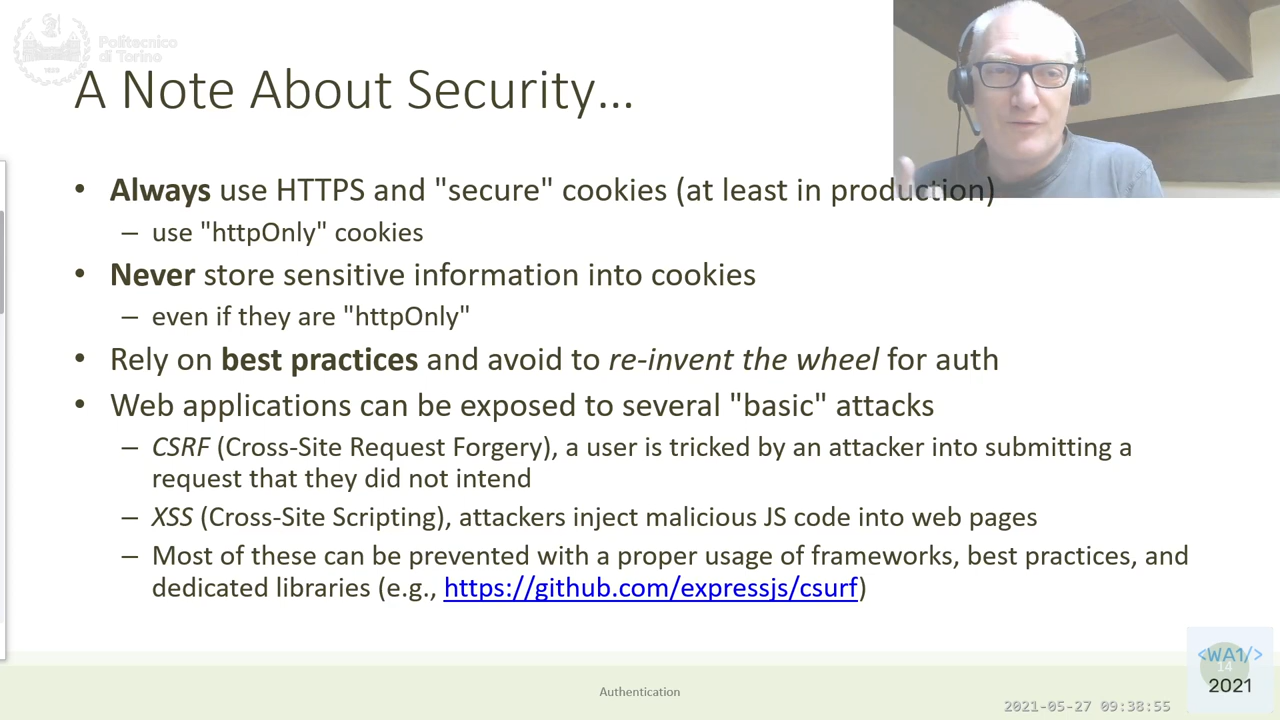 Politecnico
di Torino
A Note About Security...
• Always use HTTPS and "secure" cookies (at least in production)
– use "httpOnly" cookies
• Never store sensitive information into cookies
– even if they are "httpOnly"
• Rely on best practices and avoid to re-invent the wheel for auth
• Web applications can be exposed to several "basic" attacks
– CSRF (Cross-Site Request Forgery), a user is tricked by an attacker into submitting a
request that they did not intend
– XSS (Cross-Site Scripting), attackers inject malicious JS code into web pages
– Most of these can be prevented with a proper usage of frameworks, best practices, and
dedicated libraries (e.g., https://github.com/expressjs/csurf)
Authentication
<WA1/>
14
2021
2021-05-27 09:38:55